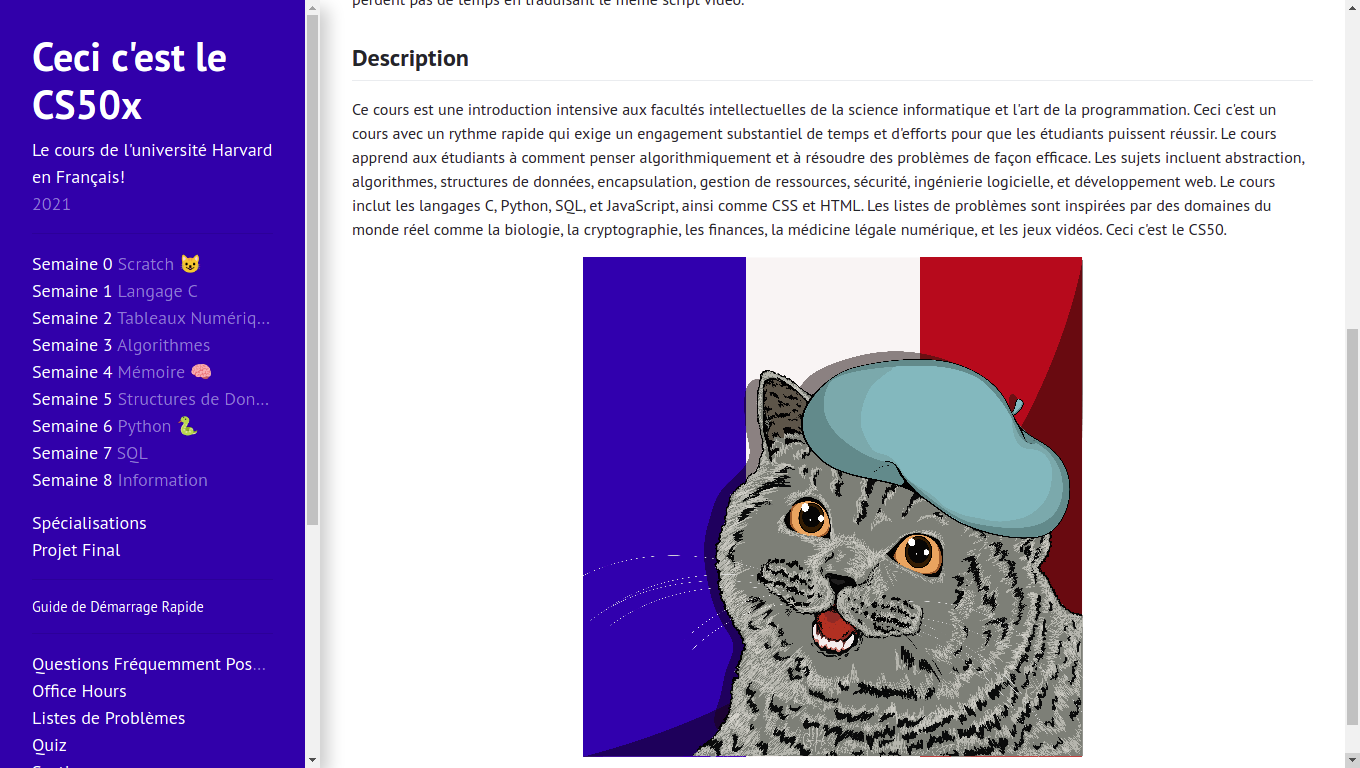 Ceci c'est le
CS50x
Le cours de l'université Harvard
en Français!
2021
Semaine 0 Scratch 😺
Semaine 1 Langage C
Semaine 2 Tableaux Numériq...
Semaine 3 Algorithmes
Semaine 4 Mémoire 🧠
Semaine 5 Structures de Don...
Semaine 6 Python 🐍
Semaine 7 SQL
Semaine 8 Information
Spécialisations
Projet Final
Guide de Démarrage Rapide
Questions Fréquemment Pos...
Office Hours
Listes de Problèmes
Quiz
perdent pas de temps en traduisant le même script vidéo.
Description
Ce cours est une introduction intensive aux facultés intellectuelles de la science informatique et l'art de la programmation. Ceci c'est un
cours avec un rythme rapide qui exige un engagement substantiel de temps et d'efforts pour que les étudiants puissent réussir. Le cours
apprend aux étudiants à comment penser algorithmiquement et à résoudre des problèmes de façon efficace. Les sujets incluent abstraction,
algorithmes, structures de données, encapsulation, gestion de ressources, sécurité, ingénierie logicielle, et développement web. Le cours
inclut les langages C, Python, SQL, et JavaScript, ainsi comme CSS et HTML. Les listes de problèmes sont inspirées par des domaines du
monde réel comme la biologie, la cryptographie, les finances, la médicine légale numérique, et les jeux vidéos. Ceci c'est le CS50.